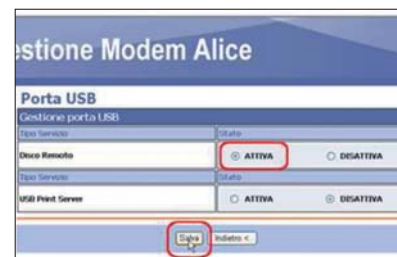 estione Modem Alice
Porta USB
Gestione porta USB
Tipo Servizio Stato
Disco Remoto ATTIVA DISATTIVA
Tipo Servizio Stato
USB Print Server ATTIVA DISATTIVA
Salva Indietro <